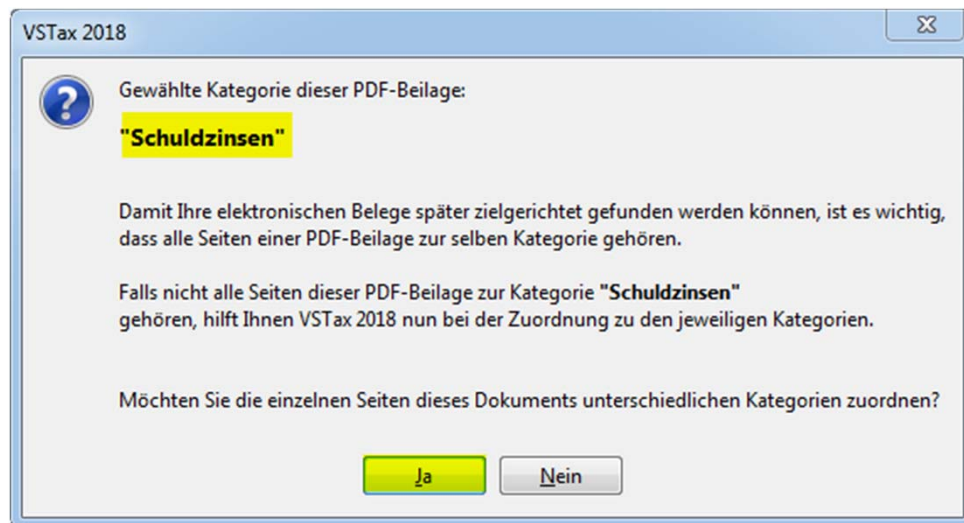 VSTax 2018
Gewählte Kategorie dieser PDF-Beilage:
"Schuldzinsen"
Damit Ihre elektronischen Belege später zielgerichtet gefunden werden können, ist es wichtig,
dass alle Seiten einer PDF-Beilage zur selben Kategorie gehören.
Falls nicht alle Seiten dieser PDF-Beilage zur Kategorie "Schuldzinsen"
gehören, hilft Ihnen VSTax 2018 nun bei der Zuordnung zu den jeweiligen Kategorien.
Möchten Sie die einzelnen Seiten dieses Dokuments unterschiedlichen Kategorien zuordnen?
Ja Nein